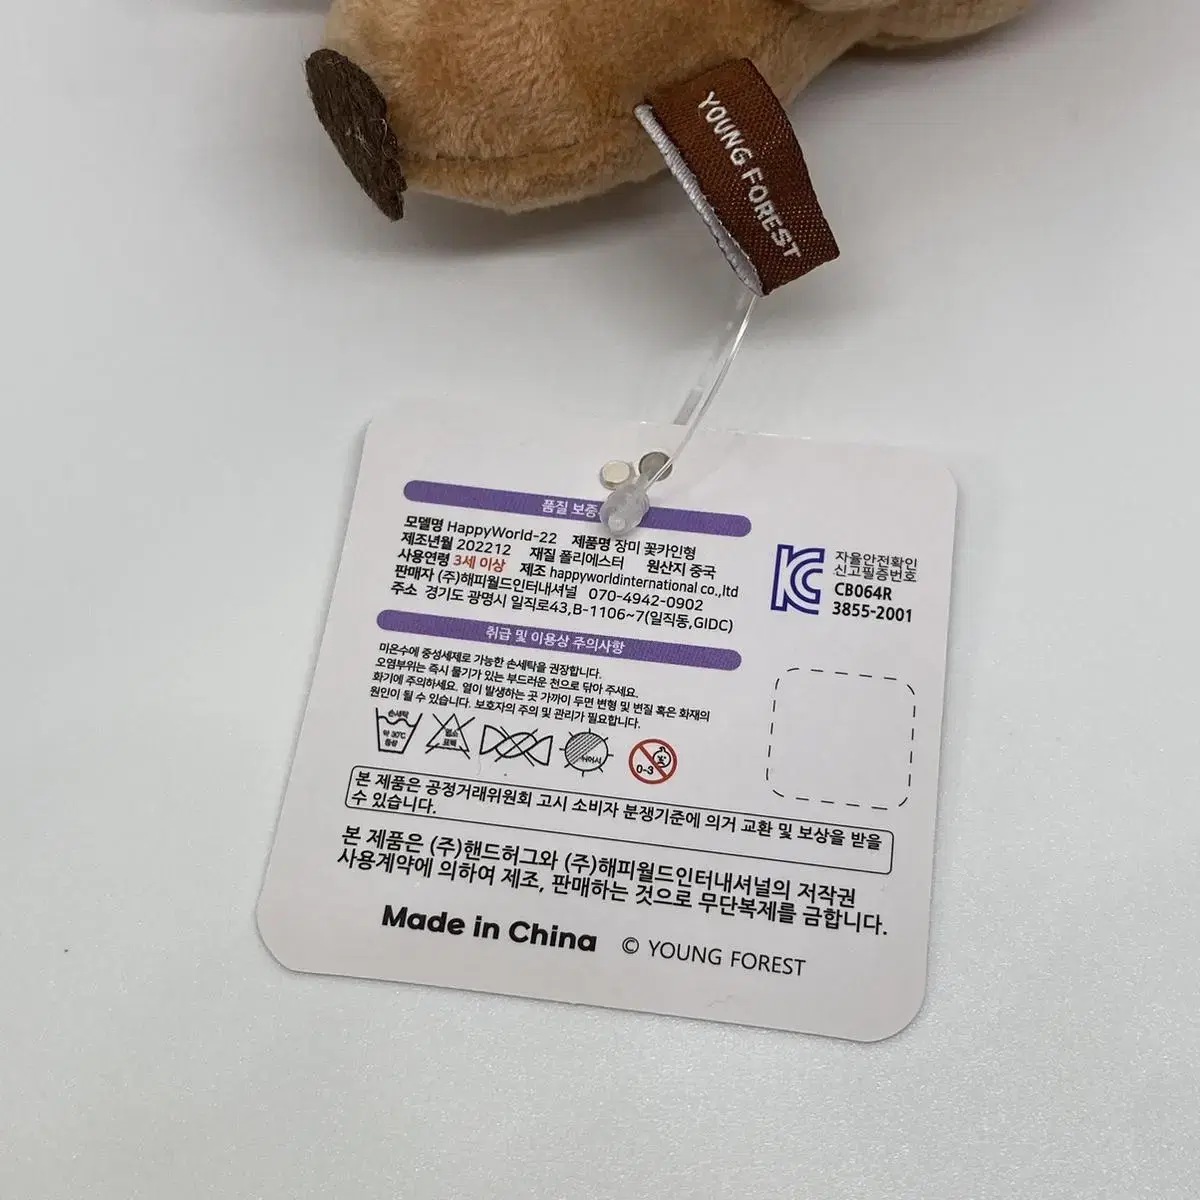 YOUNG FOREST
품질 보증
모델명 HappyWorld-22 제품명 장미 꽃카인형
제조년월 202212 재질 폴리에스터 원산지 중국
사용연령 3세 이상 제조 happyworldinternational co.,ltd
판매자 (주)해피월드인터내셔널 070-4942-0902
주소 경기도 광명시 일직로43,B-1106~7(일직동,GIDC)
자율안전확인
신고필증번호
CB064R
3855-2001
취급 및 이용상 주의사항
미온수에 중성세제로 가능한 손세탁을 권장합니다.
오염부위는 즉시 물기가 있는 부드러운 천으로 닦아 주세요.
화기에 주의하세요. 열이 발생하는 곳 가까이 두면 변형 및 변질 혹은 화재의
원인이 될 수 있습니다. 보호자의 주의 및 관리가 필요합니다.
손세탁
약 30℃
중성
염소
표백
뉘어서
0-3
본 제품은 공정거래위원회 고시 소비자 분쟁기준에 의거 교환 및 보상을 받을
수 있습니다.
본 제품은 (주)핸드허그와 (주)해피월드인터내셔널의 저작권
사용계약에 의하여 제조, 판매하는 것으로 무단복제를 금합니다.
Made in China © YOUNG FOREST